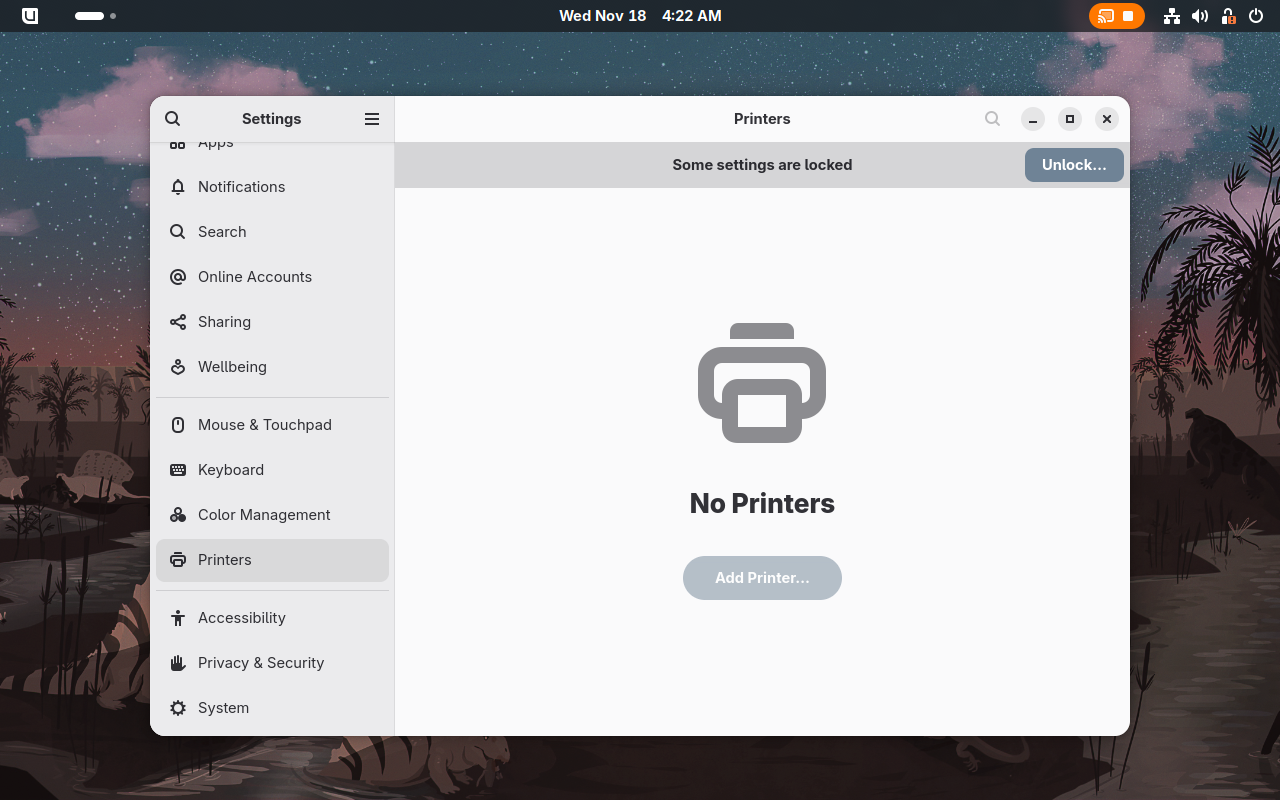 Wed Nov 18 4:22 AM
Settings
Printers
Some settings are locked
Unlock...
Apps
Notifications
Search
Online Accounts
Sharing
Wellbeing
Mouse & Touchpad
Keyboard
Color Management
Printers
Accessibility
Privacy & Security
System
No Printers
Add Printer...